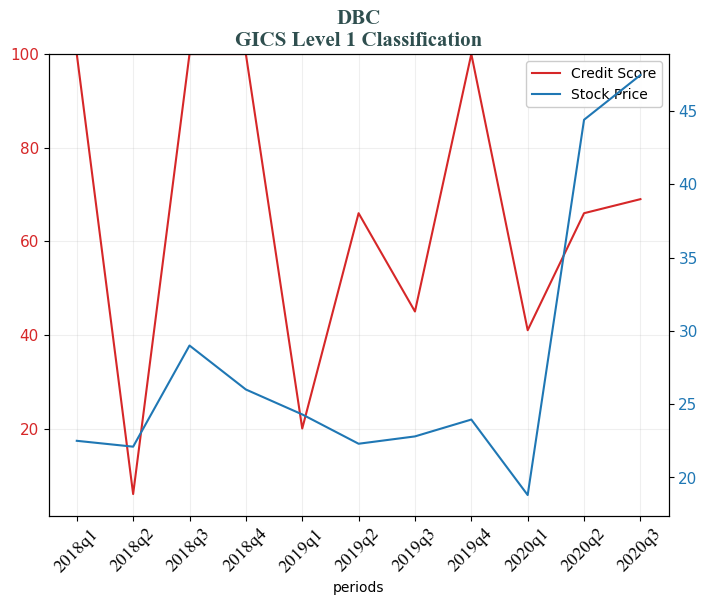 DBC
GICS Level 1 Classification
100
80
60
40
20
Credit Score
Stock Price
45
40
35
30
25
20
2018q1
2018q2
2018q3
2018q4
2019q1
2019q2
2019q3
2019q4
2020q1
2020q2
2020q3
periods